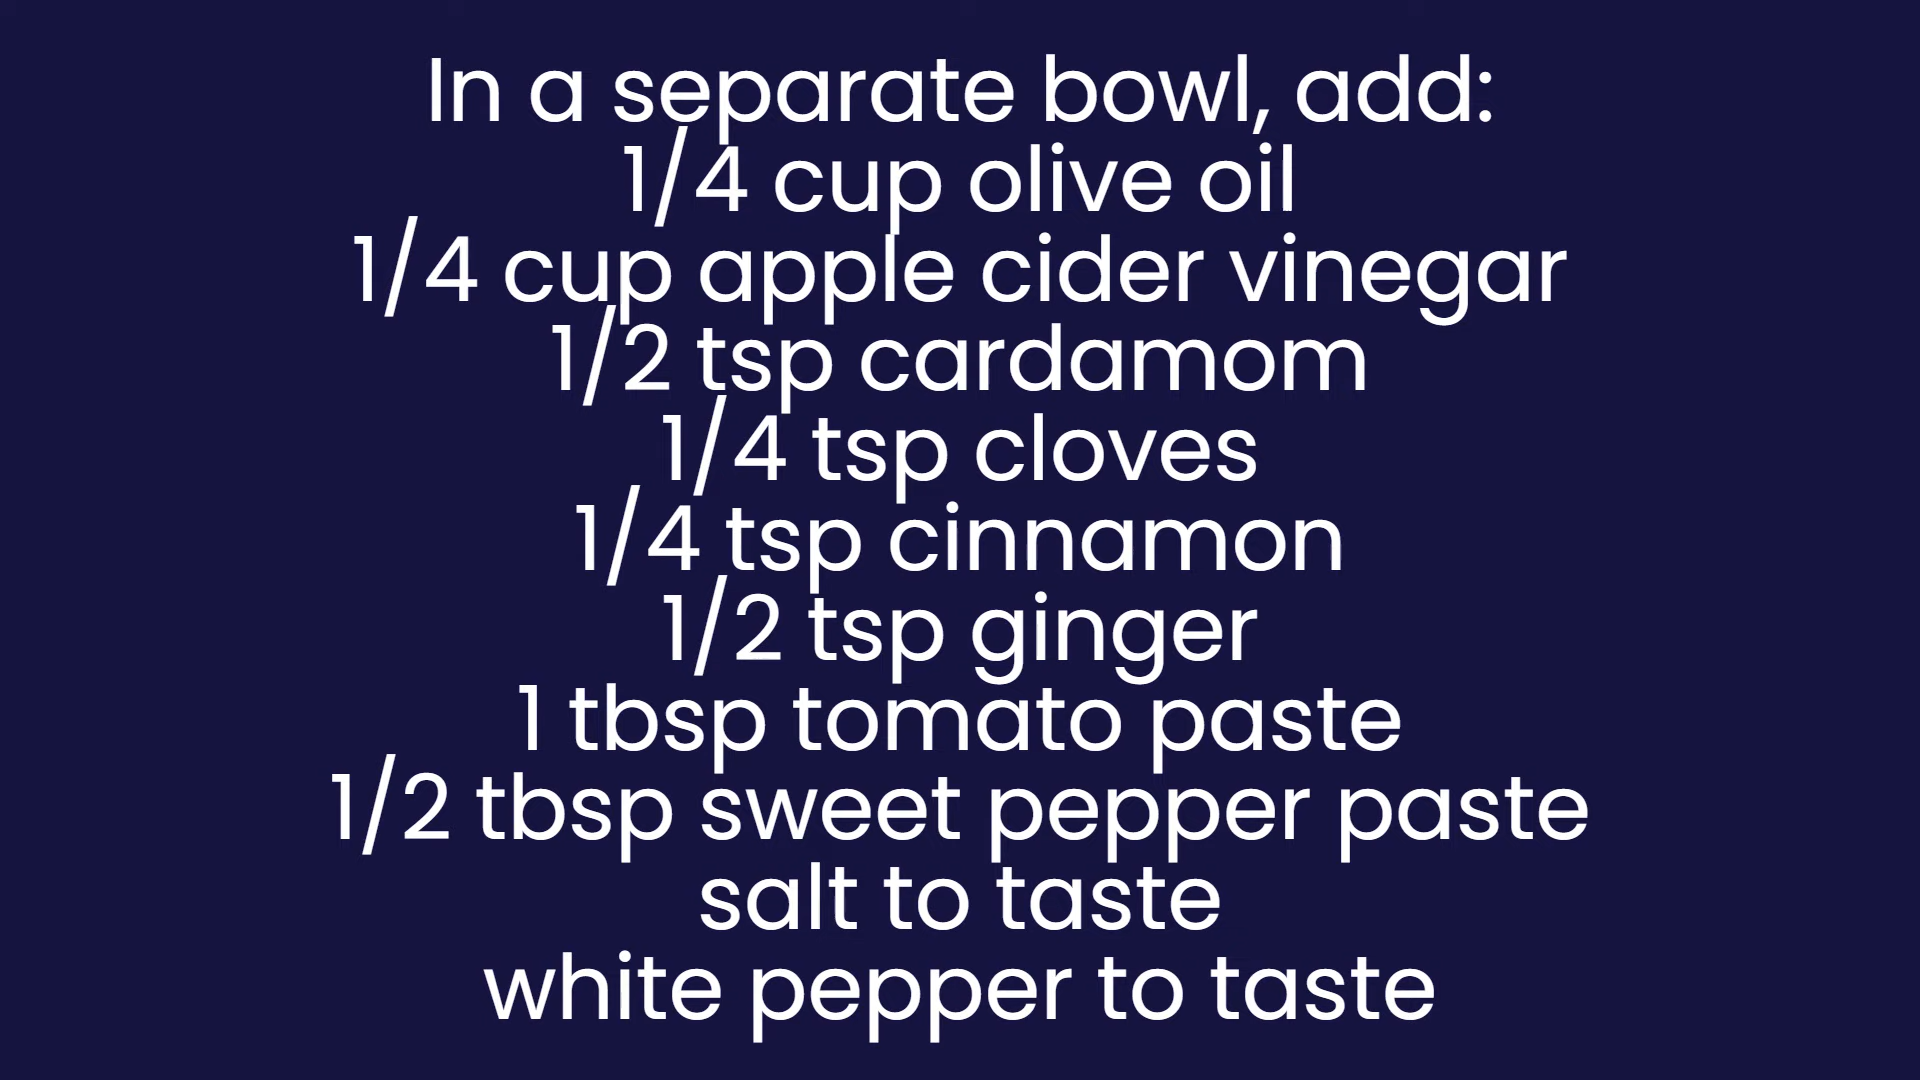 In a separate bowl, add:
1/4 cup olive oil
1/4 cup apple cider vinegar
1/2 tsp cardamom
1/4 tsp cloves
1/4 tsp cinnamon
1/2 tsp ginger
1 tbsp tomato paste
1/2 tbsp sweet pepper paste
salt to taste
white pepper to taste